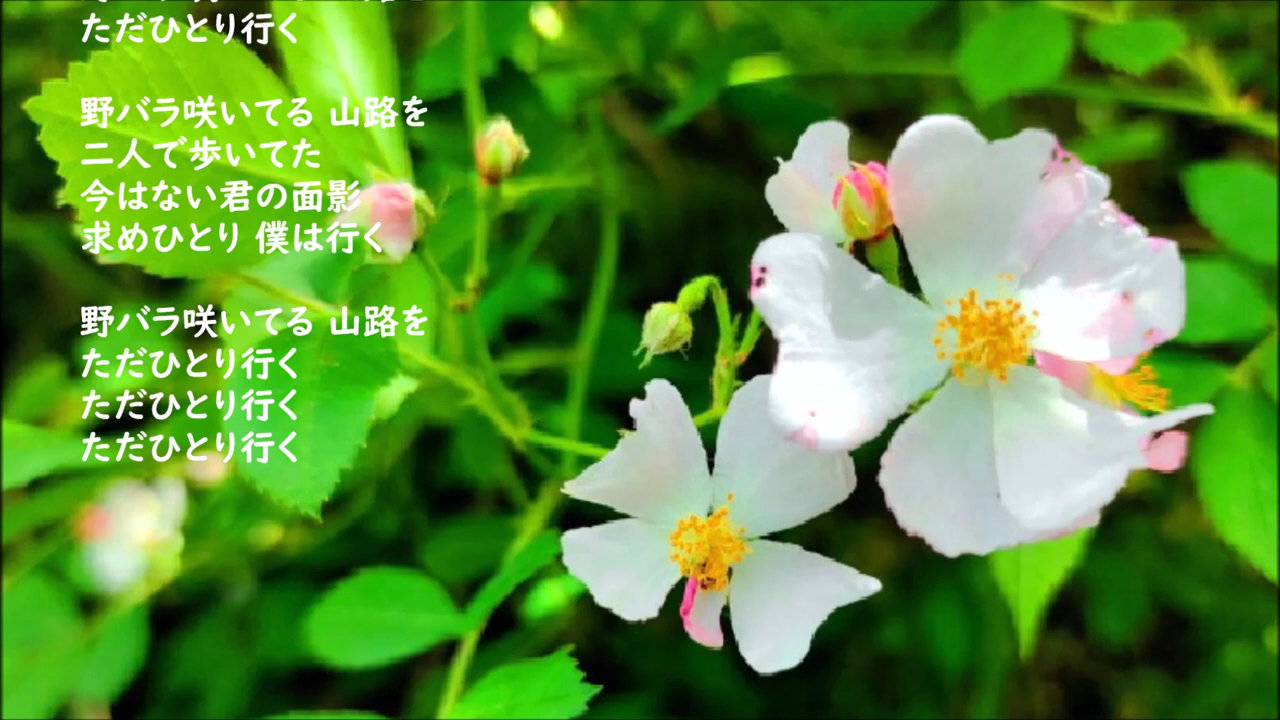 ただひとり行く
野バラ咲いてる 山路を
二人で歩いてた
今はない君の面影
求めひとり 僕は行く
野バラ咲いてる 山路を
ただひとり行く
ただひとり行く
ただひとり行く